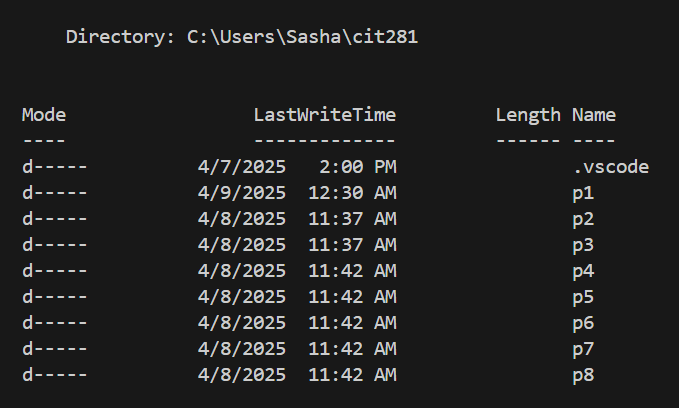 Directory: C:\Users\Sasha\cit281
Mode LastWriteTime Length Name
---- ------------- ------ ----
d----- 4/7/2025 2:00 PM .vscode
d----- 4/9/2025 12:30 AM p1
d----- 4/8/2025 11:37 AM p2
d----- 4/8/2025 11:37 AM p3
d----- 4/8/2025 11:42 AM p4
d----- 4/8/2025 11:42 AM p5
d----- 4/8/2025 11:42 AM p6
d----- 4/8/2025 11:42 AM p7
d----- 4/8/2025 11:42 AM p8